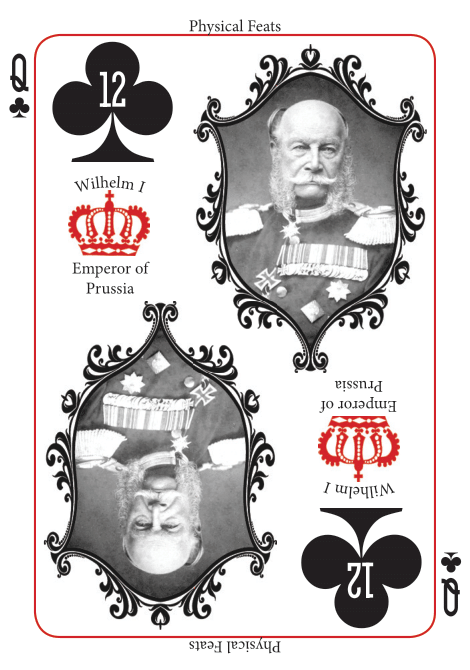 Physical Feats
Q
12
Wilhelm I
Emperor of
Prussia
Prussia
Emperor of
Wilhelm I
12
Q
Physical Feats